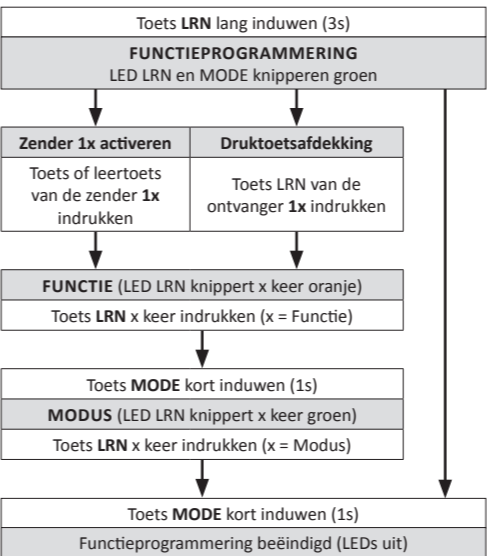 Toets LRN lang induwen (3s)
FUNCTIEPROGRAMMERING
LED LRN en MODE knipperen groen
Zender 1x activeren
Toets of leertoets
van de zender 1x
indrukken
Druktoetsafdekking
Toets LRN van de
ontvanger 1x indrukken
FUNCTIE (LED LRN knippert x keer oranje)
Toets LRN x keer indrukken (x = Functie)
Toets MODE kort induwen (1s)
MODUS (LED LRN knippert x keer groen)
Toets LRN x keer indrukken (x = Modus)
Toets MODE kort induwen (1s)
Functieprogrammering beëindigd (LEDs uit)